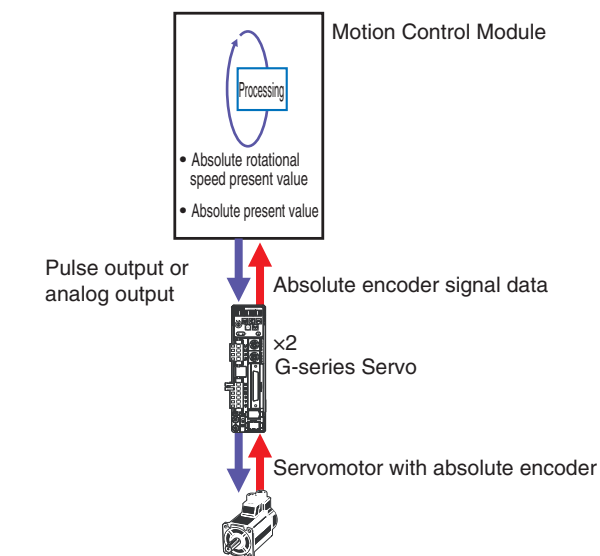 Motion Control Module
Processing
• Absolute rotational
speed present value
• Absolute present value
Pulse output or
analog output
Absolute encoder signal data
×2
G-series Servo
Servomotor with absolute encoder